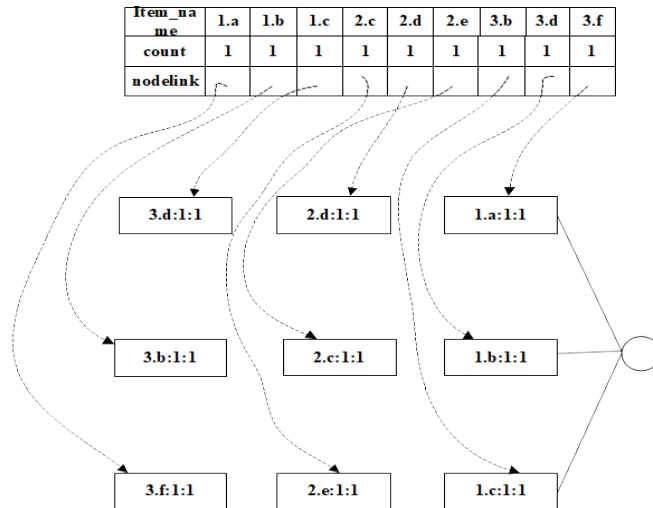 Item_na
me 1.a 1.b 1.c 2.c 2.d 2.e 3.b 3.d 3.f
count 1 1 1 1 1 1 1 1 1
nodelink
3.d:1:1 2.d:1:1 1.a:1:1
3.b:1:1 2.c:1:1 1.b:1:1
3.f:1:1 2.e:1:1 1.c:1:1